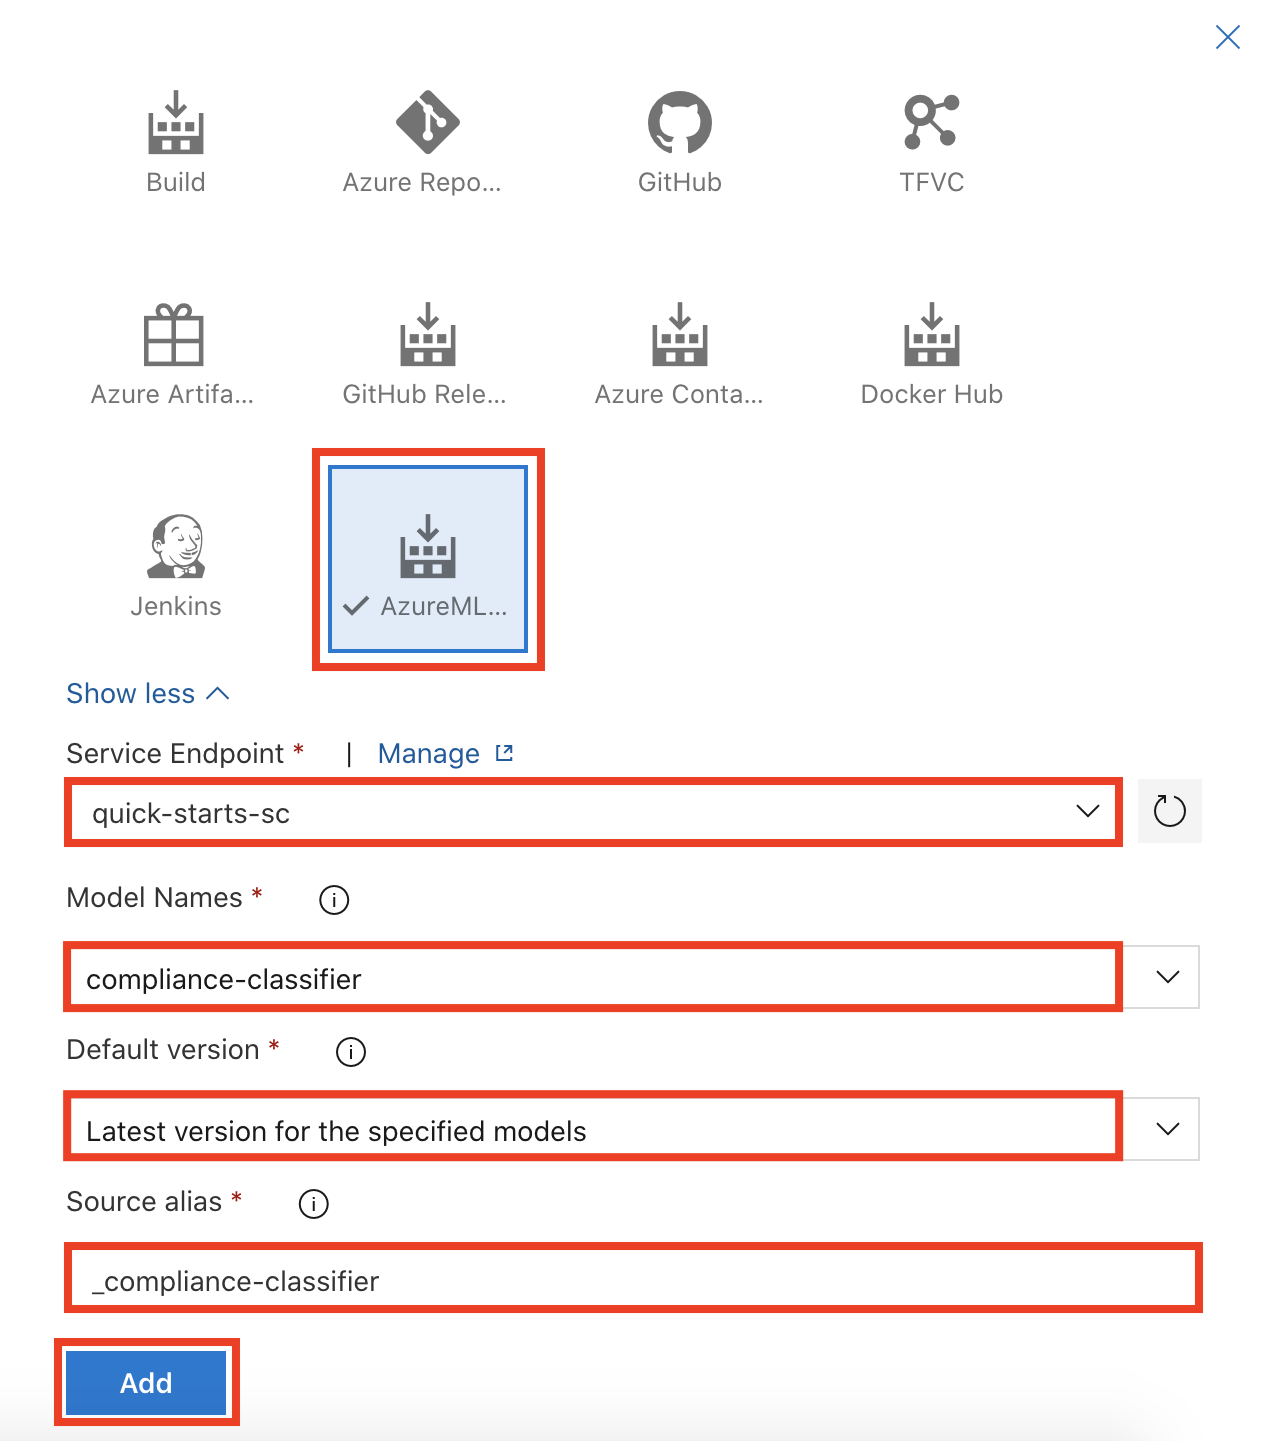 Build
Azure Repo...
GitHub
TFVC
Azure Artifa...
GitHub Rele...
Azure Conta...
Docker Hub
Jenkins
AzureML...
Show less
Service Endpoint * | Manage
quick-starts-sc
Model Names *
compliance-classifier
Default version *
Latest version for the specified models
Source alias *
_compliance-classifier
Add